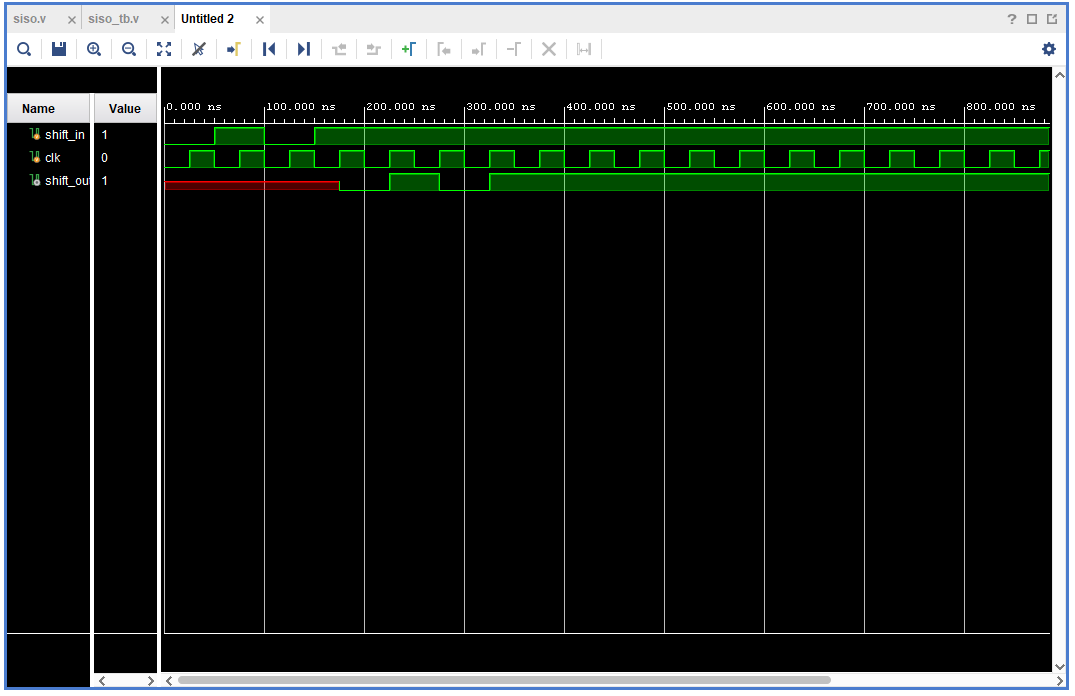 siso.v siso_tb.v Untitled 2
Name Value
0.000 ns 100.000 ns 200.000 ns 300.000 ns 400.000 ns 500.000 ns 600.000 ns 700.000 ns 800.000 ns
shift_in 1
clk 0
shift_out 1